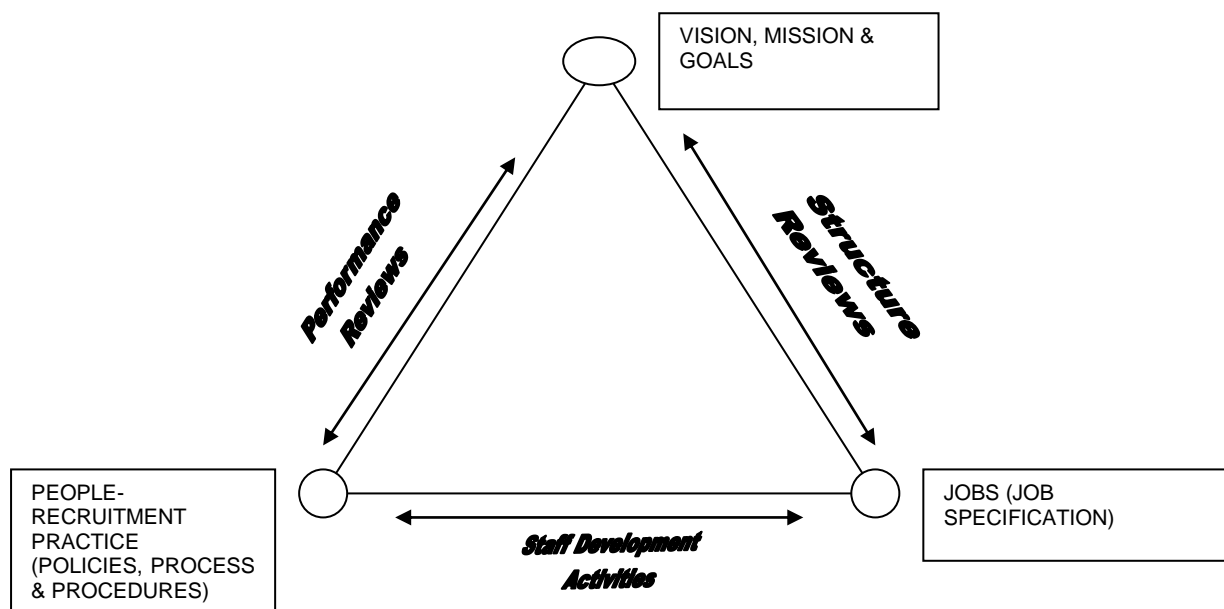 VISION, MISSION &
GOALS
Performance
Reviews
Structure
Reviews
PEOPLE-
RECRUITMENT
PRACTICE
(POLICIES, PROCESS
& PROCEDURES)
JOBS (JOB
SPECIFICATION)
Staff Development
Activities